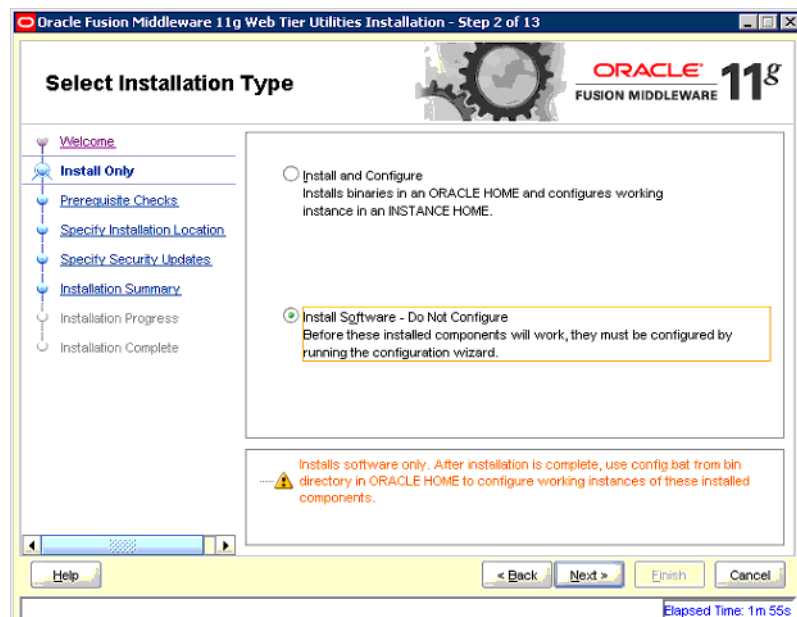 Oracle Fusion Middleware 11g Web Tier Utilities Installation - Step 2 of 13
Select Installation Type
ORACLE
FUSION MIDDLEWARE
11g
Welcome
Install Only
Prerequisite Checks
Specify Installation Location
Specify Security Updates
Installation Summary
Installation Progress
Installation Complete
Install and Configure
Installs binaries in an ORACLE HOME and configures working
instance in an INSTANCE HOME.
Install Software - Do Not Configure
Before these installed components will work, they must be configured by
running the configuration wizard.
Installs software only. After installation is complete, use config.bat from bin
directory in ORACLE HOME to configure working instances of these installed
components.
Help
< Back
Next >
Finish
Cancel
Elapsed Time: 1m 55s